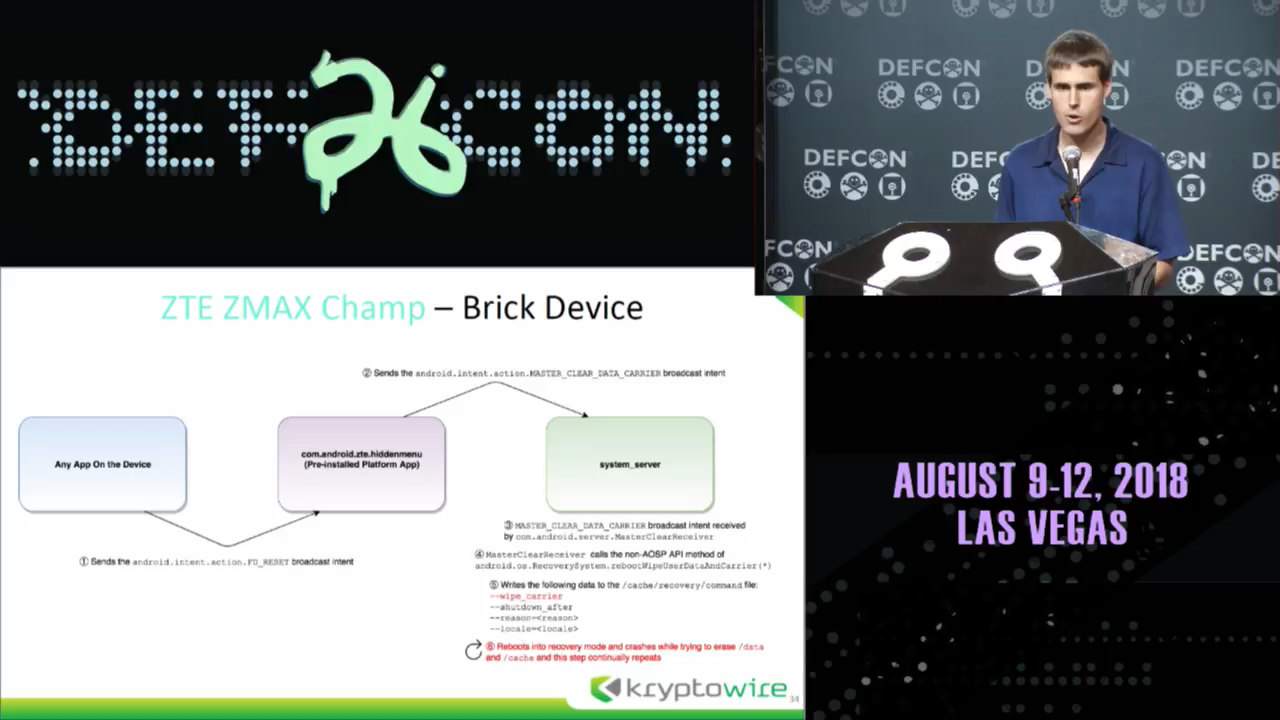 DEFCON
26
DEFCON
DEFCON
DEFCON
DEFCON
DEFCON
DEFCON
DEFCON
ZTE ZMAX Champ – Brick Device
② Sends the android.intent.action.MASTER_CLEAR_DATA_CARRIER broadcast intent
Any App On the Device
com.android.zte.hiddenmenu
(Pre-installed Platform App)
system_server
① Sends the android.intent.action.FD_RESET broadcast intent
③ MASTER_CLEAR_DATA_CARRIER broadcast intent received
by com.android.server.MasterClearReceiver
④ MasterClearReceiver calls the non-AOSP API method of
android.os.RecoverySystem.rebootWipeUserDataAndCarrier(*)
⑤ Writes the following data to the /cache/recovery/command file:
--wipe_carrier
--shutdown_after
--reason=<reason>
--locale=<locale>
⑥ Reboots into recovery mode and crashes while trying to erase /data
and /cache and this step continually repeats
kryptowire
34
AUGUST 9-12, 2018
LAS VEGAS